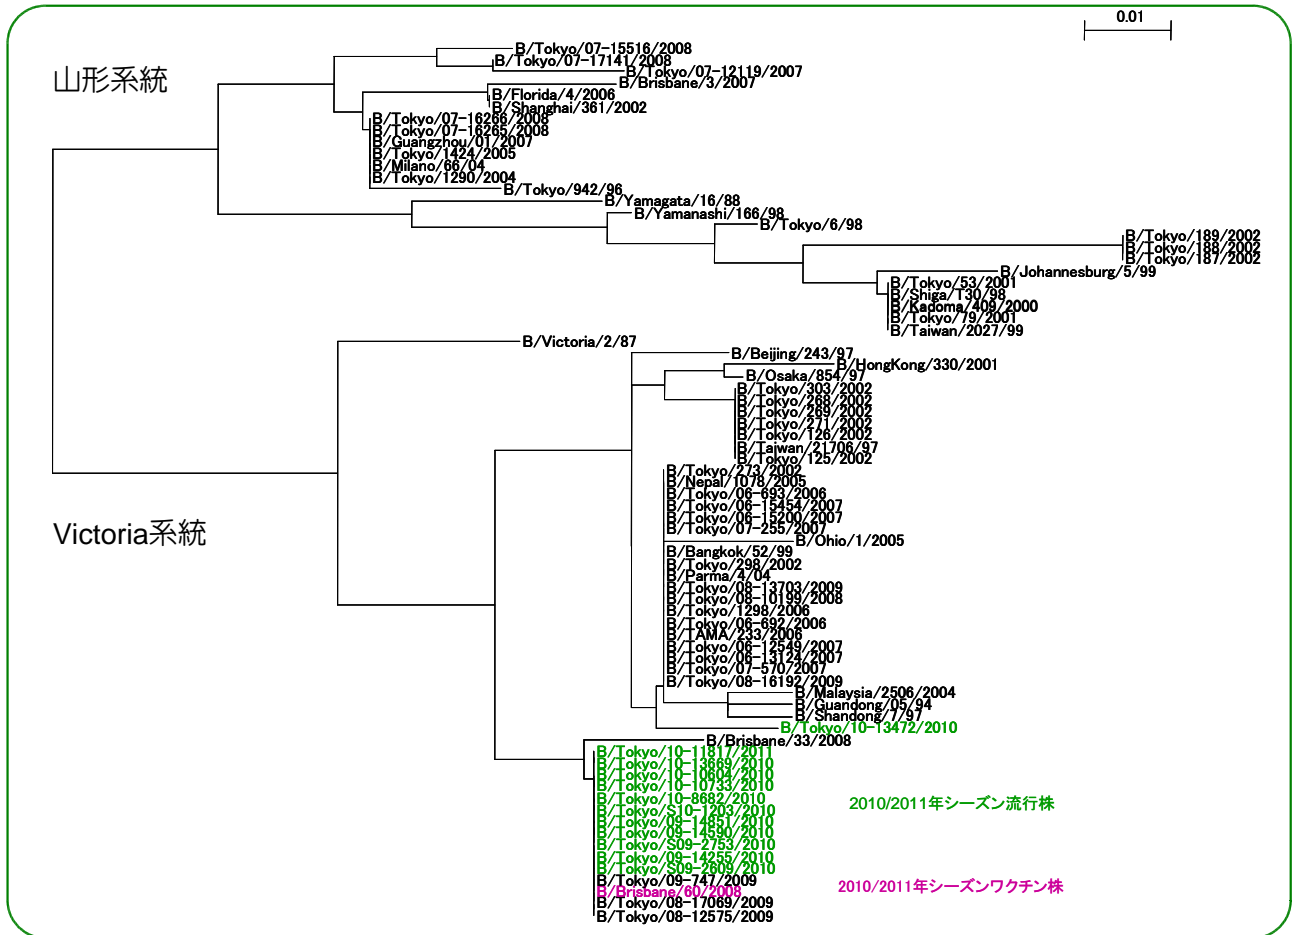 0.01
B/Tokyo/07-15516/2008
B/Tokyo/07-17141/2008
B/Tokyo/07-12119/2007
山形系統
B/Brisbane/3/2007
B/Florida/4/2006
B/Shanghai/361/2002
B/Tokyo/07-16266/2008
B/Tokyo/07-16265/2008
B/Guangzhou/01/2007
B/Tokyo/1424/2005
B/Milano/66/04
B/Tokyo/1290/2004
B/Tokyo/942/96
B/Yamagata/16/88
B/Yamanashi/166/98
B/Tokyo/6/98
B/Tokyo/189/2002
B/Tokyo/188/2002
B/Tokyo/187/2002
B/Johannesburg/5/99
B/Tokyo/53/2001
B/Shiga/T30/98
B/Kadoma/409/2000
B/Tokyo/79/2001
B/Taiwan/2027/99
B/Victoria/2/87
B/Beijing/243/97
B/HongKong/330/2001
B/Osaka/854/97
B/Tokyo/303/2002
B/Tokyo/268/2002
B/Tokyo/269/2002
B/Tokyo/271/2002
B/Tokyo/126/2002
B/Taiwan/21706/97
B/Tokyo/125/2002
B/Tokyo/273/2002
B/Nepal/1078/2005
B/Tokyo/06-693/2006
B/Tokyo/06-15454/2007
B/Tokyo/06-15200/2007
B/Tokyo/07-255/2007
Victoria系統
B/Ohio/1/2005
B/Bangkok/52/99
B/Tokyo/298/2002
B/Parma/4/04
B/Tokyo/08-13703/2009
B/Tokyo/08-10199/2008
B/Tokyo/1298/2006
B/Tokyo/06-692/2006
B/TAMA/233/2006
B/Tokyo/06-12549/2007
B/Tokyo/06-13124/2007
B/Tokyo/07-570/2007
B/Tokyo/08-16192/2009
B/Malaysia/2506/2004
B/Guandong/05/94
B/Shandong/7/97
B/Tokyo/10-13472/2010
B/Brisbane/33/2008
B/Tokyo/10-11817/2011
B/Tokyo/10-13669/2010
B/Tokyo/10-10604/2010
B/Tokyo/10-10733/2010
B/Tokyo/10-8682/2010
2010/2011年シーズン流行株
B/Tokyo/S10-1203/2010
B/Tokyo/09-14851/2010
B/Tokyo/09-14590/2010
B/Tokyo/S09-2753/2010
B/Tokyo/09-14255/2010
B/Tokyo/S09-2609/2010
B/Tokyo/09-747/2009
2010/2011年シーズンワクチン株
B/Brisbane/60/2008
B/Tokyo/08-17069/2009
B/Tokyo/08-12575/2009